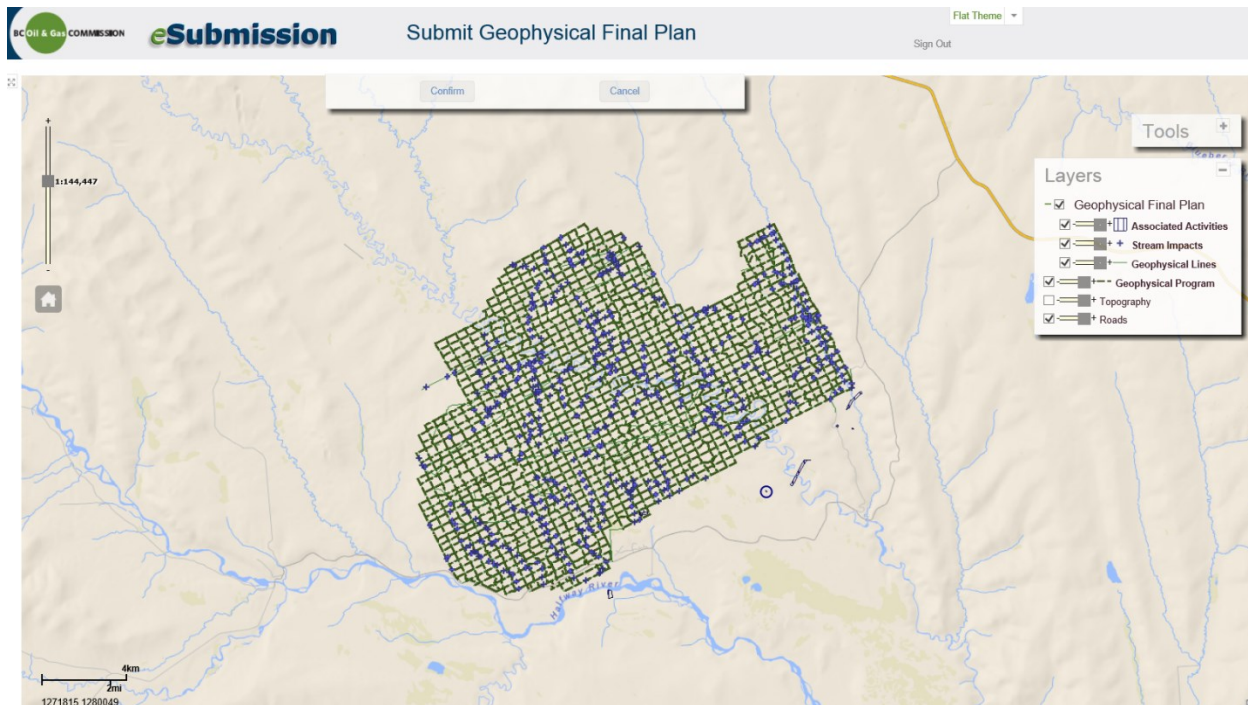 BC Oil & Gas COMMISSION
eSubmission
Submit Geophysical Final Plan
Flat Theme
Sign Out
Confirm
Cancel
Tools
+
1:144,447
-
Layers
Geophysical Final Plan
Associated Activities
Stream Impacts
Geophysical Lines
Geophysical Program
Topography
Roads
Halfway River
4km
2mi
1271815 1280049